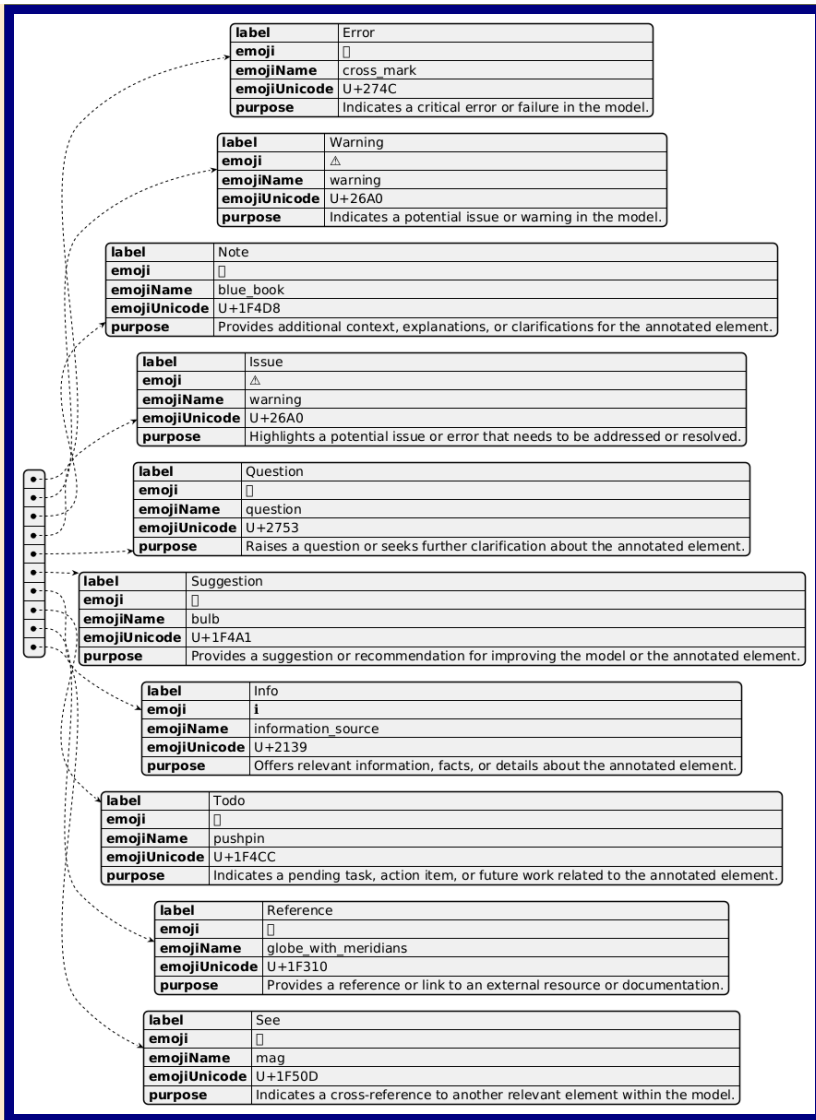 label Error
emoji
emojiName cross_mark
emojiUnicode U+274C
purpose Indicates a critical error or failure in the model.
label Warning
emoji ⚠
emojiName warning
emojiUnicode U+26A0
purpose Indicates a potential issue or warning in the model.
label Note
emoji
emojiName blue_book
emojiUnicode U+1F4D8
purpose Provides additional context, explanations, or clarifications for the annotated element.
label Issue
emoji ⚠
emojiName warning
emojiUnicode U+26A0
purpose Highlights a potential issue or error that needs to be addressed or resolved.
label Question
emoji
emojiName question
emojiUnicode U+2753
purpose Raises a question or seeks further clarification about the annotated element.
label Suggestion
emoji
emojiName bulb
emojiUnicode U+1F4A1
purpose Provides a suggestion or recommendation for improving the model or the annotated element.
label Info
emoji ℹ
emojiName information_source
emojiUnicode U+2139
purpose Offers relevant information, facts, or details about the annotated element.
label Todo
emoji
emojiName pushpin
emojiUnicode U+1F4CC
purpose Indicates a pending task, action item, or future work related to the annotated element.
label Reference
emoji
emojiName globe_with_meridians
emojiUnicode U+1F310
purpose Provides a reference or link to an external resource or documentation.
label See
emoji
emojiName mag
emojiUnicode U+1F50D
purpose Indicates a cross-reference to another relevant element within the model.